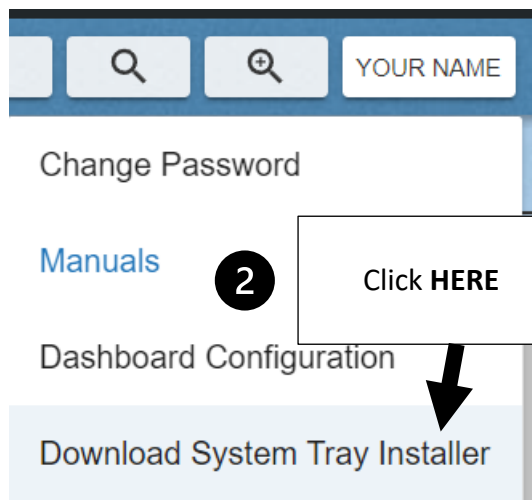 YOUR NAME
Change Password
Manuals
2
Click HERE
Dashboard Configuration
Download System Tray Installer